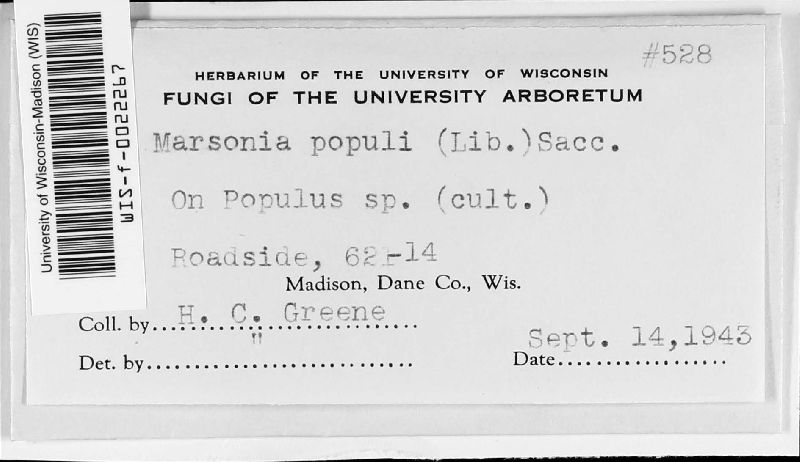 University of Wisconsin-Madison (WIS)
WIS-f-0022267
#528
HERBARIUM OF THE UNIVERSITY OF WISCONSIN
FUNGI OF THE UNIVERSITY ARBORETUM
Marsonia populi (Lib.)Sacc.
On Populus sp. (cult.)
Roadside, -14
Madison, Dane Co., Wis.
Coll. by H. C. Greene
Det. by "
Sept. 14,1943
Date